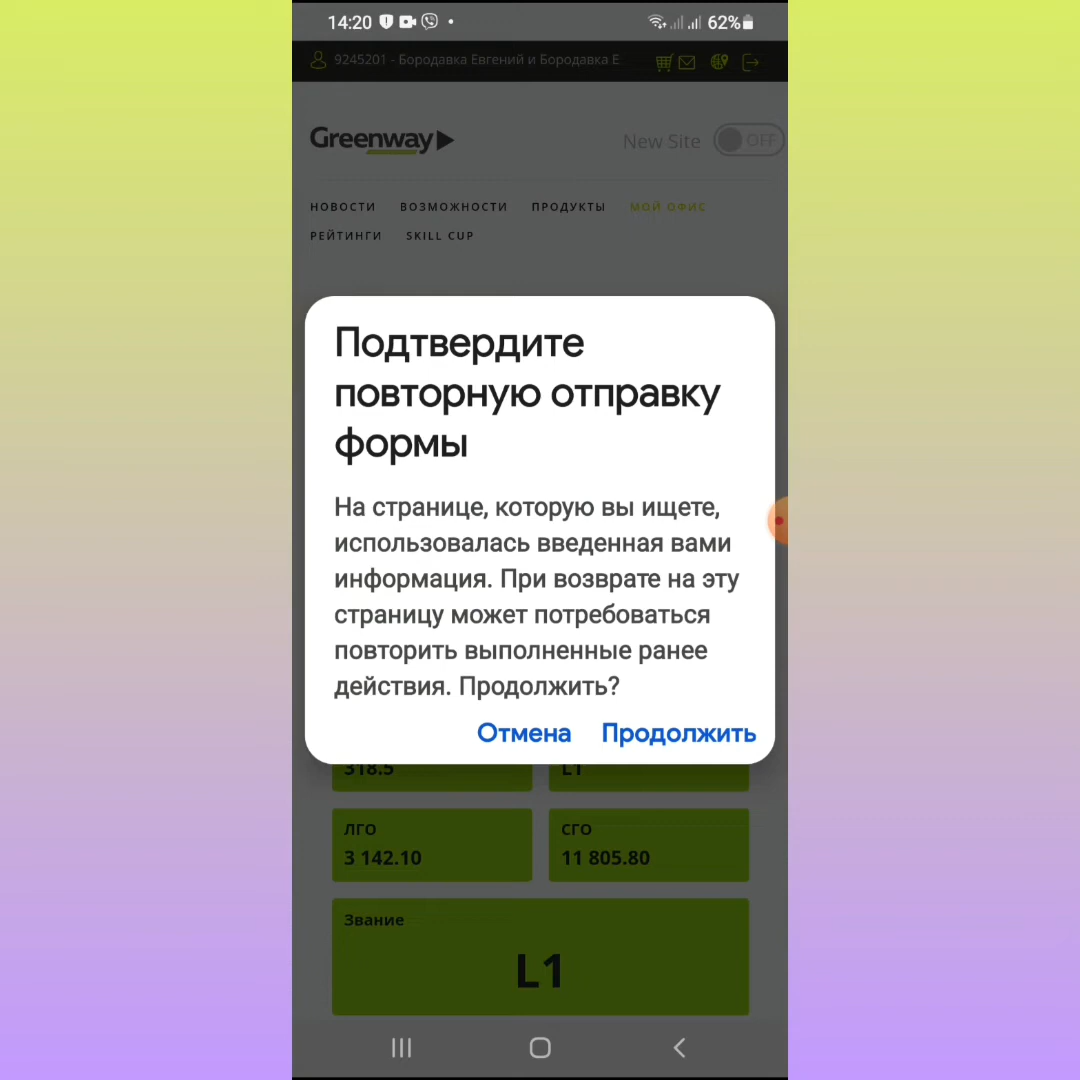 14:20 62%
9245201 - Бородавка Евгений и Бородавка Е
Greenway
New Site OFF
НОВОСТИ ВОЗМОЖНОСТИ ПРОДУКТЫ МОЙ ОФИС
РЕЙТИНГИ SKILL CUP
Подтвердите
повторную отправку
формы
На странице, которую вы ищете,
использовалась введенная вами
информация. При возврате на эту
страницу может потребоваться
повторить выполненные ранее
действия. Продолжить?
Отмена Продолжить
318.5 L1
ЛГО СГО
3 142.10 11 805.80
Звание
L1